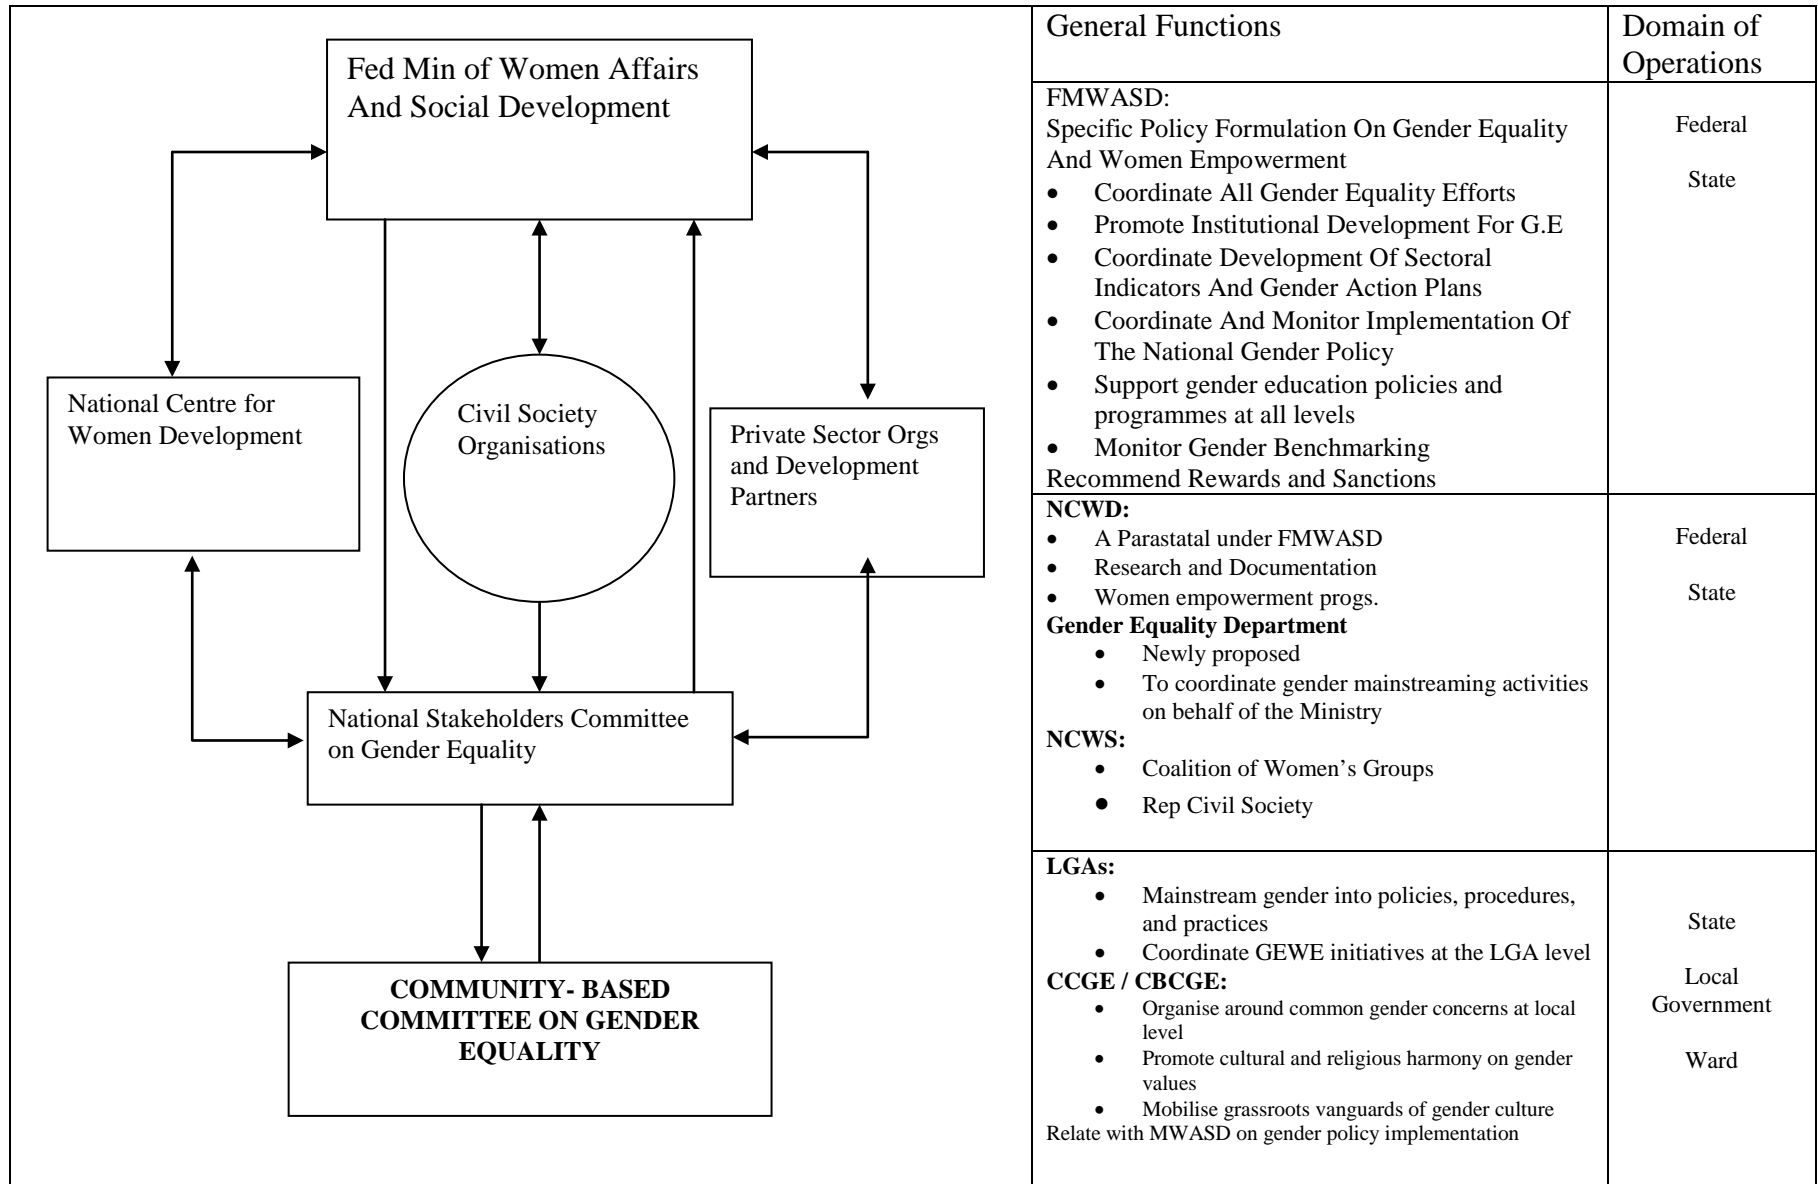 Fed Min of Women Affairs
And Social Development
National Centre for
Women Development
Civil Society
Organisations
Private Sector Orgs
and Development
Partners
National Stakeholders Committee
on Gender Equality
COMMUNITY- BASED
COMMITTEE ON GENDER
EQUALITY
General Functions
Domain of
Operations
FMWASD:
Specific Policy Formulation On Gender Equality
And Women Empowerment
• Coordinate All Gender Equality Efforts
• Promote Institutional Development For G.E
• Coordinate Development Of Sectoral
Indicators And Gender Action Plans
• Coordinate And Monitor Implementation Of
The National Gender Policy
• Support gender education policies and
programmes at all levels
• Monitor Gender Benchmarking
Recommend Rewards and Sanctions
Federal
State
NCWD:
• A Parastatal under FMWASD
• Research and Documentation
• Women empowerment progs.
Gender Equality Department
• Newly proposed
• To coordinate gender mainstreaming activities
on behalf of the Ministry
NCWS:
• Coalition of Women’s Groups
• Rep Civil Society
Federal
State
LGAs:
• Mainstream gender into policies, procedures,
and practices
• Coordinate GEWE initiatives at the LGA level
CCGE / CBCGE:
• Organise around common gender concerns at local
level
• Promote cultural and religious harmony on gender
values
• Mobilise grassroots vanguards of gender culture
Relate with MWASD on gender policy implementation
State
Local
Government
Ward